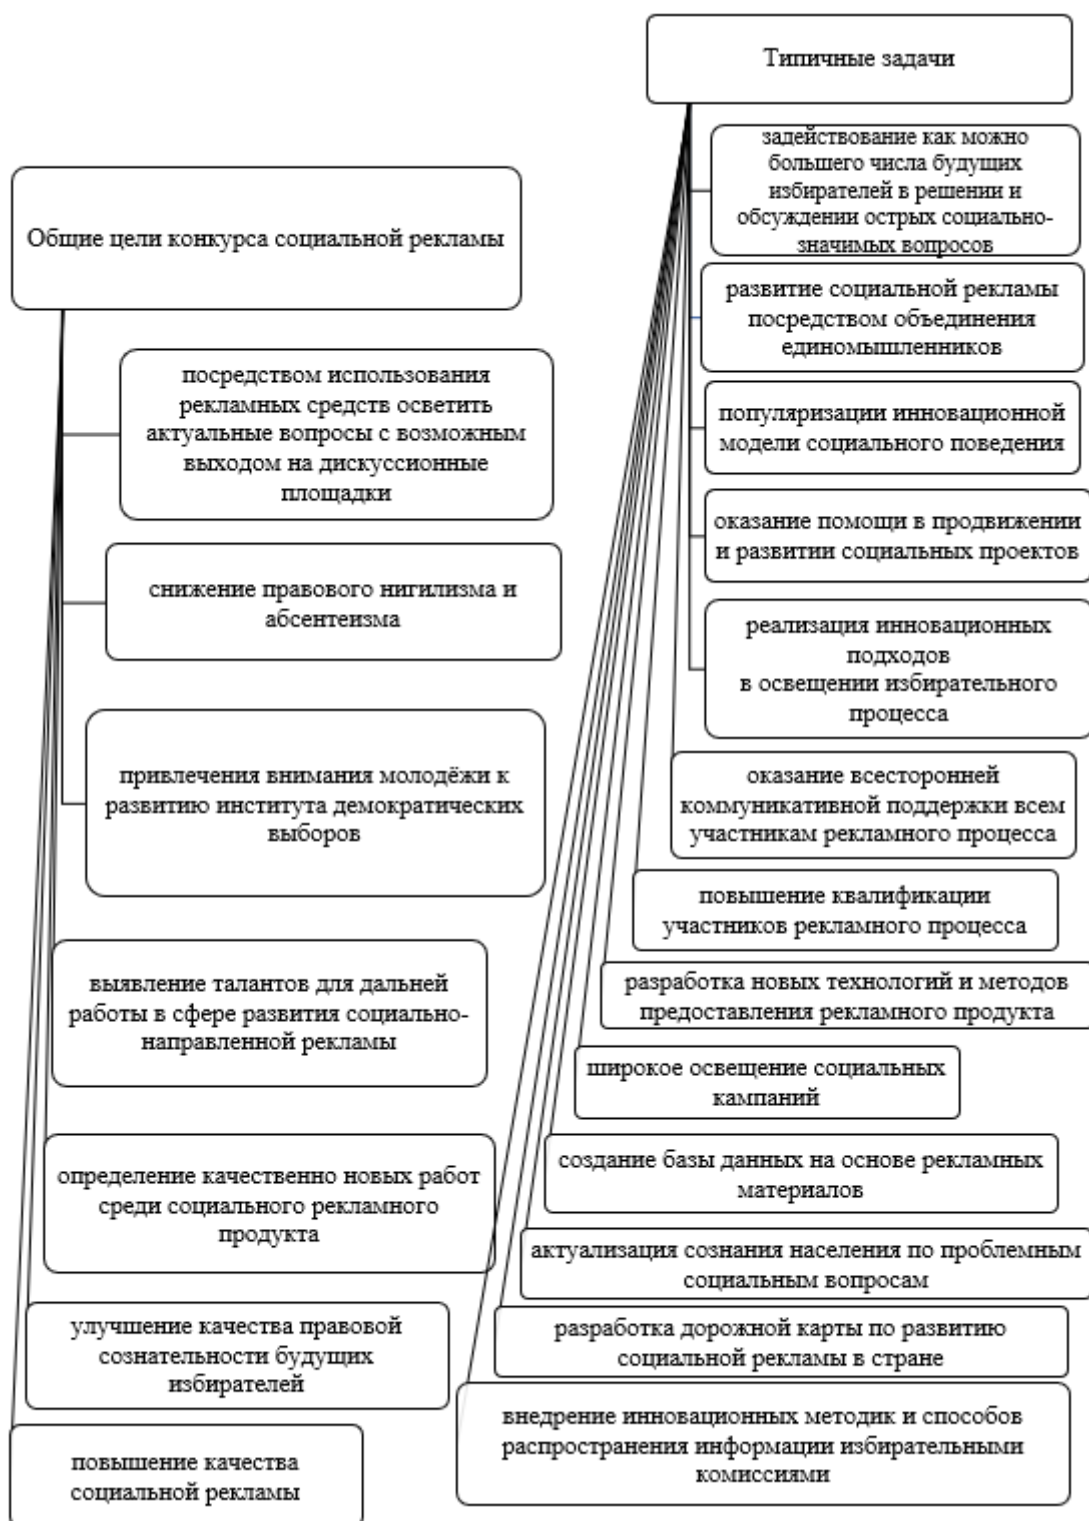 Общие цели конкурса социальной рекламы
посредством использования
рекламных средств осветить
актуальные вопросы с возможным
выходом на дискуссионные
площадки
снижение правового нигилизма и
абсентеизма
привлечения внимания молодёжи к
развитию института демократических
выборов
выявление талантов для дальней
работы в сфере развития социально-
направленной рекламы
определение качественно новых работ
среди социального рекламного
продукта
улучшение качества правовой
сознательности будущих
избирателей
повышение качества
социальной рекламы
Типичные задачи
задействование как можно
большего числа будущих
избирателей в решении и
обсуждении острых социально-
значимых вопросов
развитие социальной рекламы
посредством объединения
единомышленников
популяризации инновационной
модели социального поведения
оказание помощи в продвижении
и развитии социальных проектов
реализация инновационных
подходов
в освещении избирательного
процесса
оказание всесторонней
коммуникативной поддержки всем
участникам рекламного процесса
повышение квалификации
участников рекламного процесса
разработка новых технологий и методов
предоставления рекламного продукта
широкое освещение социальных
кампаний
создание базы данных на основе рекламных
материалов
актуализация сознания населения по проблемным
социальным вопросам
разработка дорожной карты по развитию
социальной рекламы в стране
внедрение инновационных методик и способов
распространения информации избирательными
комиссиями